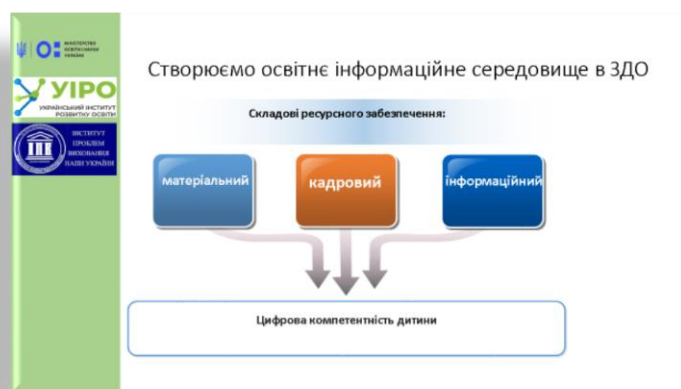 МІНІСТЕРСТВО
ОСВІТИ І НАУКИ
УКРАЇНИ
УІРО
УКРАЇНСЬКИЙ ІНСТИТУТ
РОЗВИТКУ ОСВІТИ
ІНСТИТУТ
ПРОБЛЕМ
ВИХОВАННЯ
НАПН УКРАЇНИ
Створюємо освітнє інформаційне середовище в ЗДО
Складові ресурсного забезпечення:
матеріальний
кадровий
інформаційний
Цифрова компетентність дитини